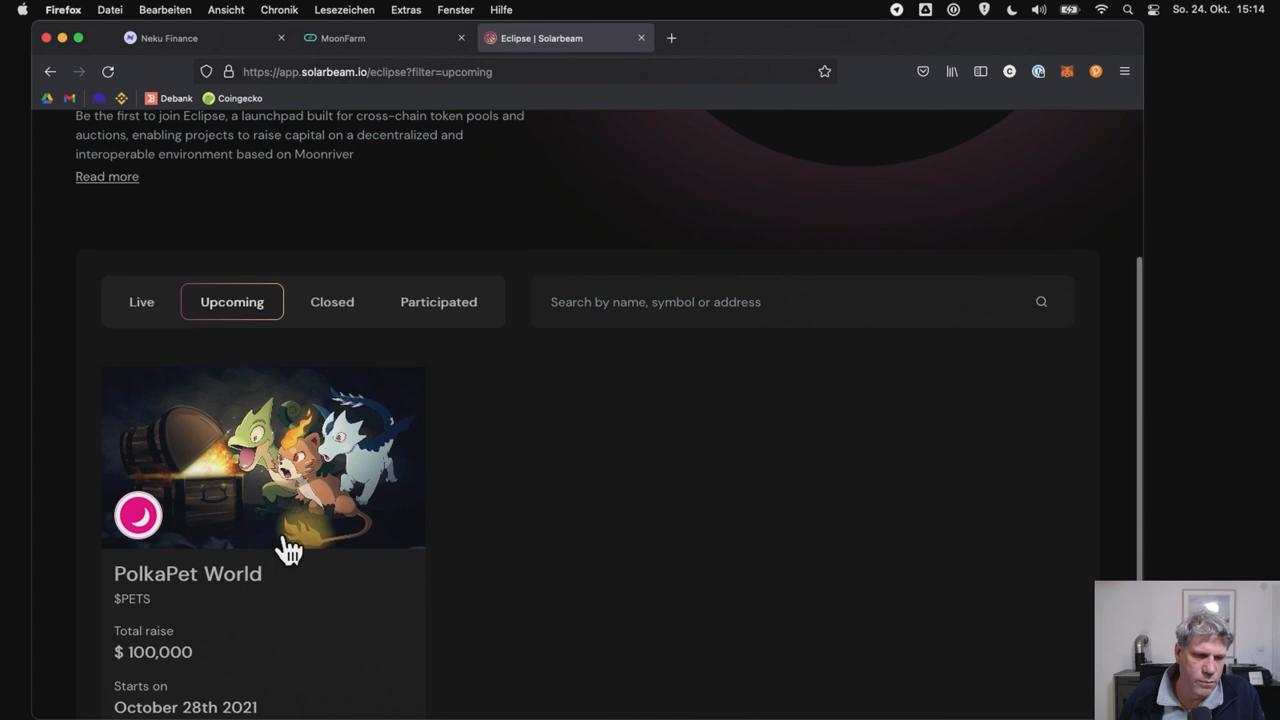 Firefox Datei Bearbeiten Ansicht Chronik Lesezeichen Extras Fenster Hilfe So. 24. Okt. 15:14
Neku Finance MoonFarm Eclipse | Solarbeam
https://app.solarbeam.io/eclipse?filter=upcoming
Debank Coingecko
Be the first to join Eclipse, a launchpad built for cross-chain token pools and
auctions, enabling projects to raise capital on a decentralized and
interoperable environment based on Moonriver
Read more
Live Upcoming Closed Participated Search by name, symbol or address
PolkaPet World
$PETS
Total raise
$ 100,000
Starts on
October 28th 2021